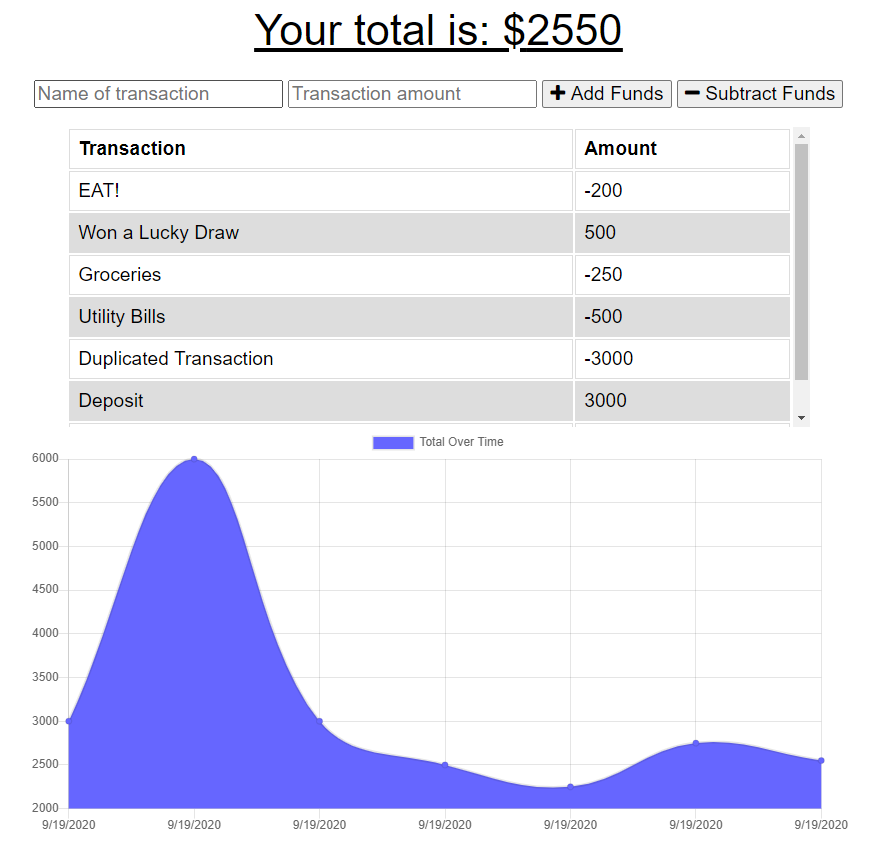 Your total is: $2550
Name of transaction Transaction amount Add Funds Subtract Funds
Transaction Amount
EAT! -200
Won a Lucky Draw 500
Groceries -250
Utility Bills -500
Duplicated Transaction -3000
Deposit 3000
Total Over Time
6000
5500
5000
4500
4000
3500
3000
2500
2000
9/19/2020 9/19/2020 9/19/2020 9/19/2020 9/19/2020 9/19/2020 9/19/2020